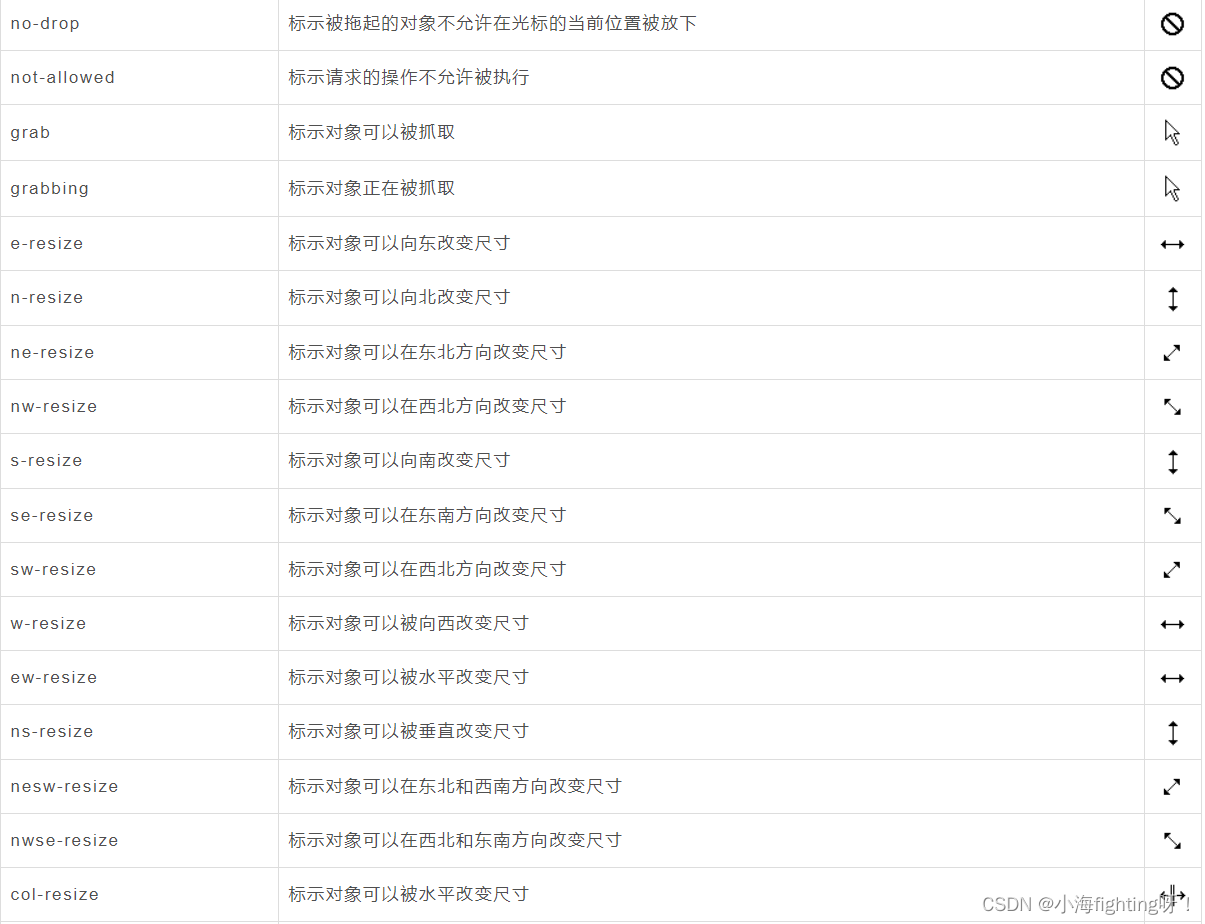 no-drop 标示被拖起的对象不允许在光标的当前位置被放下
not-allowed 标示请求的操作不允许被执行
grab 标示对象可以被抓取
grabbing 标示对象正在被抓取
e-resize 标示对象可以向东改变尺寸
n-resize 标示对象可以向北改变尺寸
ne-resize 标示对象可以在东北方向改变尺寸
nw-resize 标示对象可以在西北方向改变尺寸
s-resize 标示对象可以向南改变尺寸
se-resize 标示对象可以在东南方向改变尺寸
sw-resize 标示对象可以在西北方向改变尺寸
w-resize 标示对象可以被向西改变尺寸
ew-resize 标示对象可以被水平改变尺寸
ns-resize 标示对象可以被垂直改变尺寸
nesw-resize 标示对象可以在东北和西南方向改变尺寸
nwse-resize 标示对象可以在西北和东南方向改变尺寸
col-resize 标示对象可以被水平改变尺寸
CSDN @小海fighting呀！